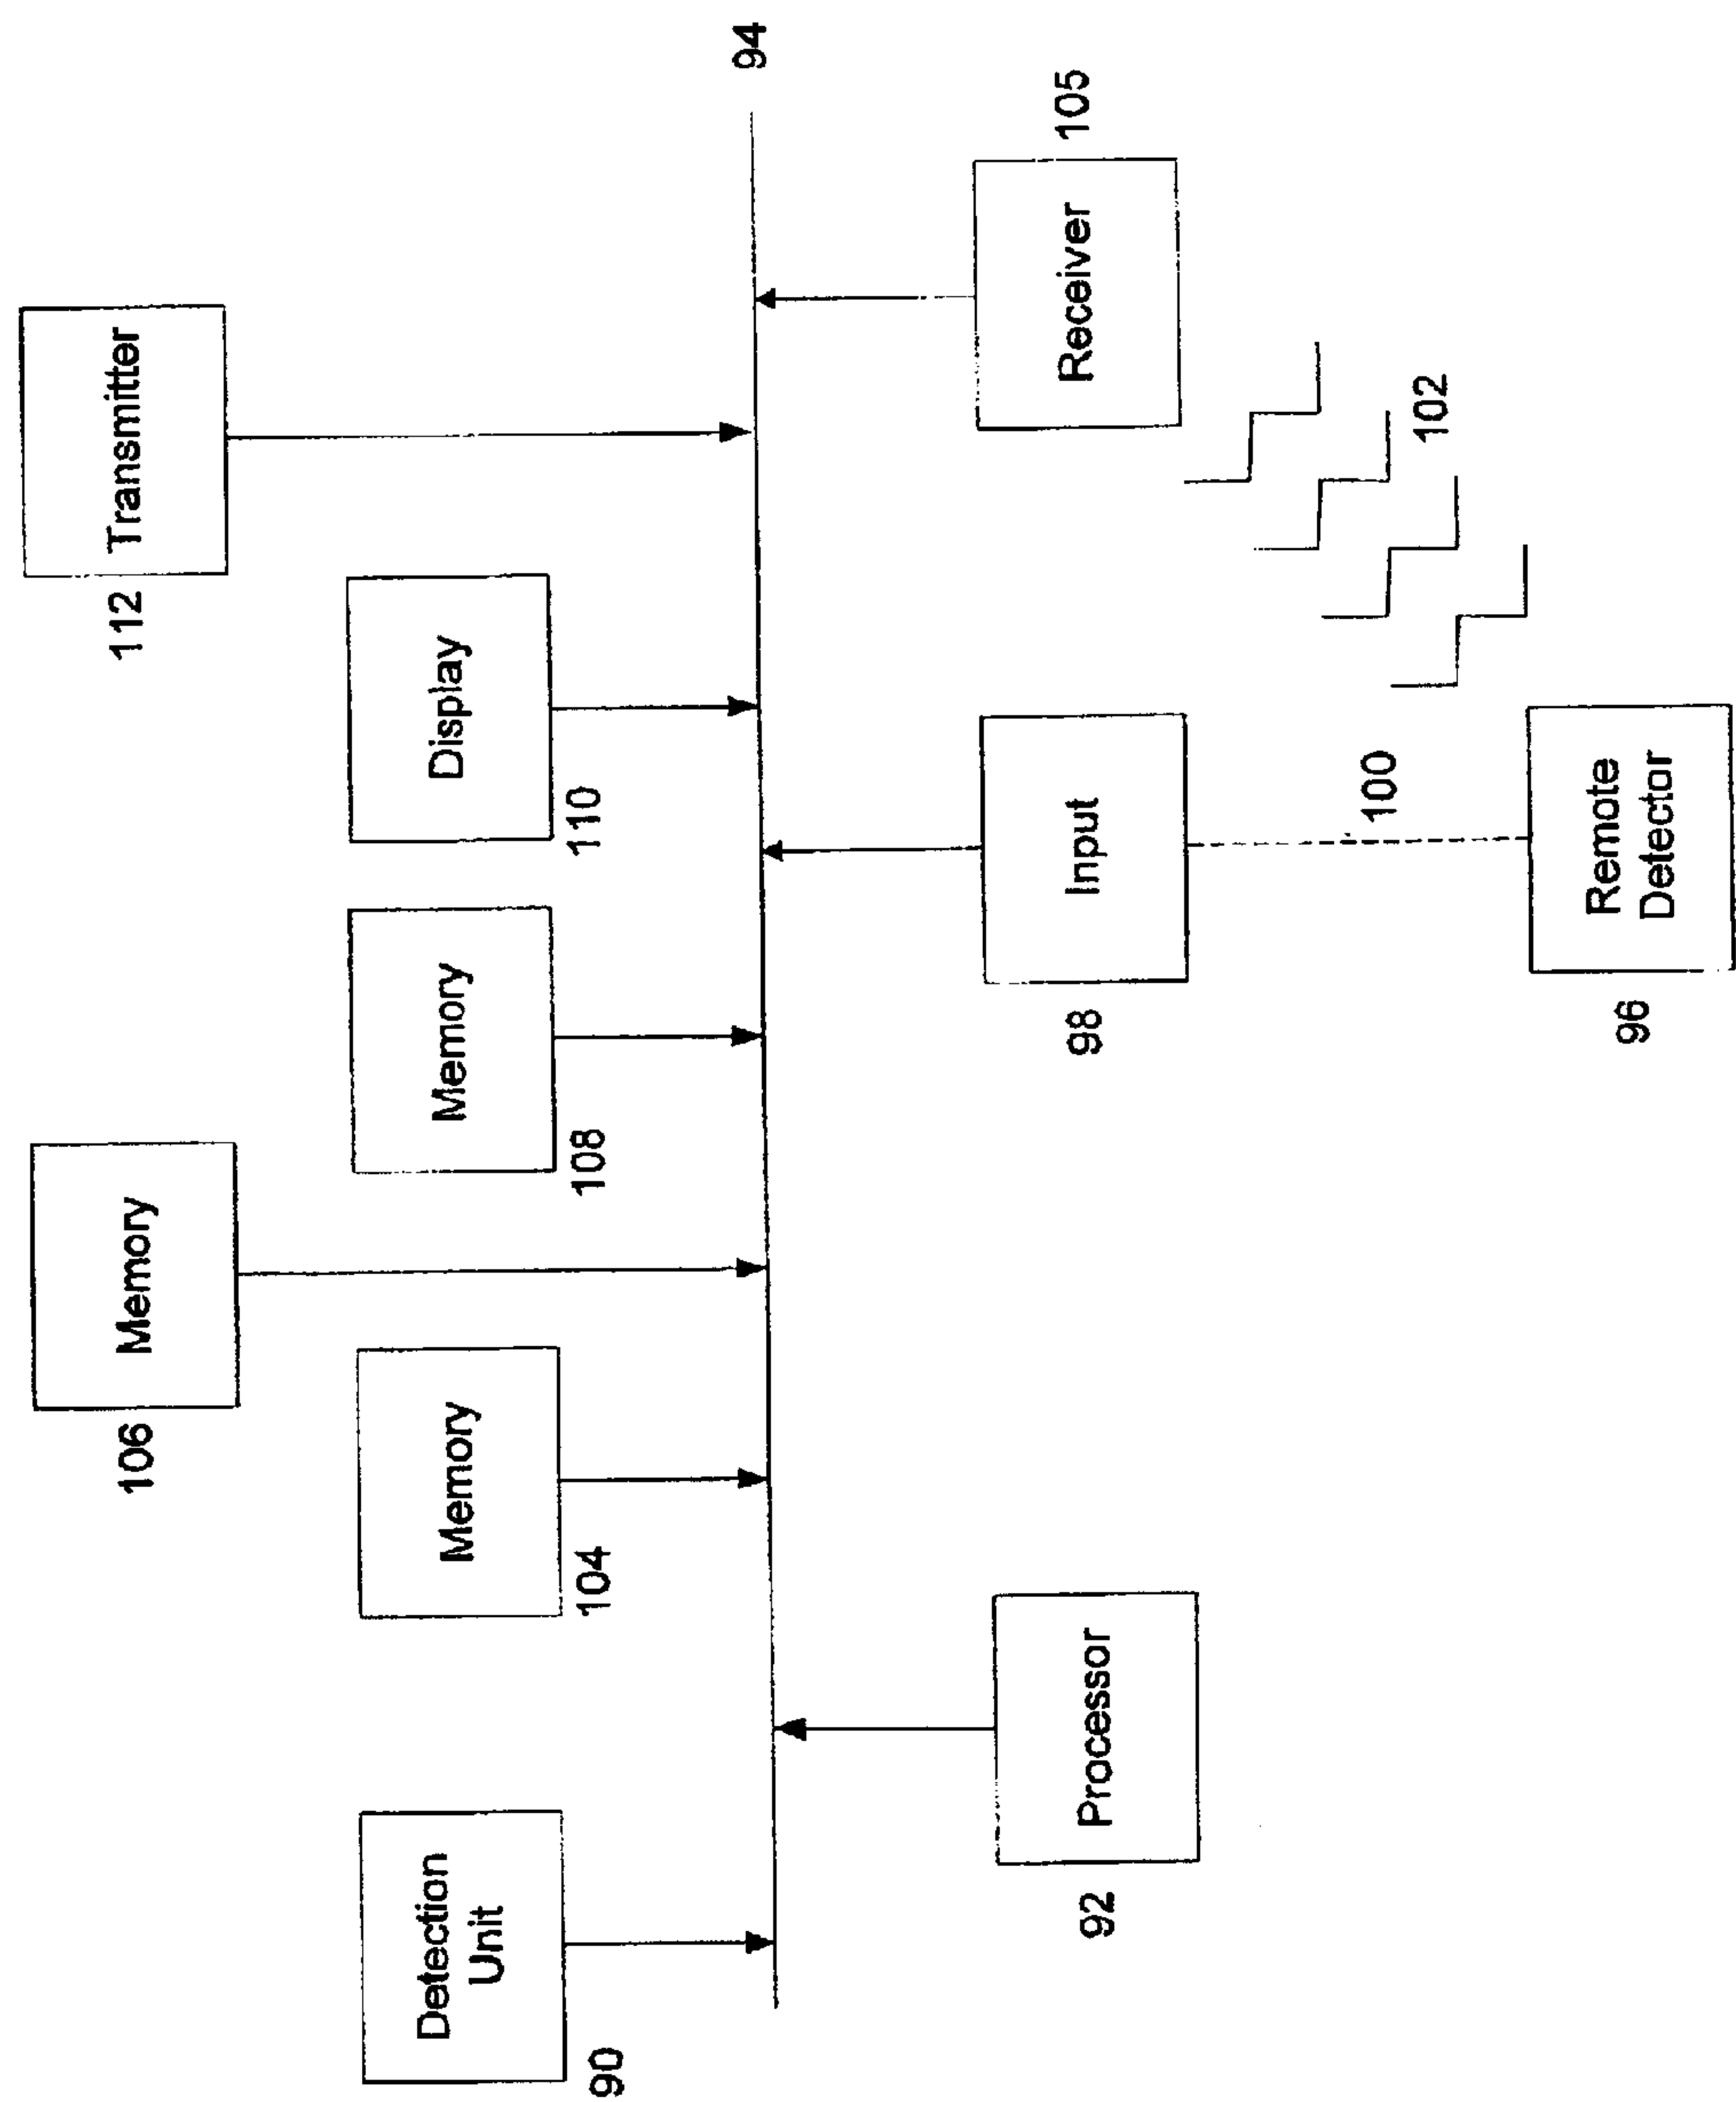 106
Memory
112
Transmitter
Detection
Unit
90
Memory
104
Memory
108
Display
110
94
92
Processor
98
Input
Receiver
105
100
102
96
Remote
Detector